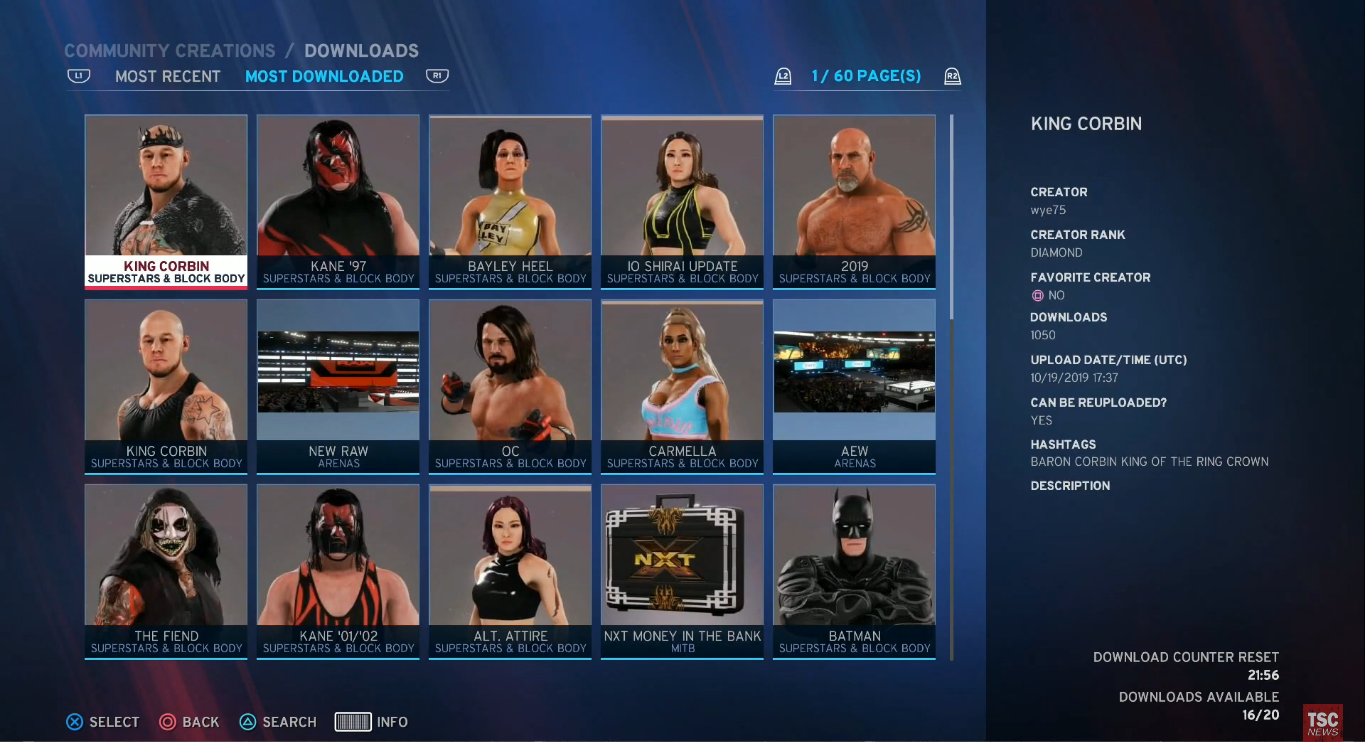 COMMUNITY CREATIONS / DOWNLOADS
L1 MOST RECENT MOST DOWNLOADED R1
L2 1 / 60 PAGE(S) R2
KING CORBIN
SUPERSTARS & BLOCK BODY
KANE '97
SUPERSTARS & BLOCK BODY
BAY
LEY
BAYLEY HEEL
SUPERSTARS & BLOCK BODY
IO SHIRAI UPDATE
SUPERSTARS & BLOCK BODY
2019
SUPERSTARS & BLOCK BODY
KING CORBIN
SUPERSTARS & BLOCK BODY
NEW RAW
ARENAS
OC
SUPERSTARS & BLOCK BODY
CARMELLA
SUPERSTARS & BLOCK BODY
AEW
ARENAS
THE FIEND
SUPERSTARS & BLOCK BODY
KANE '01/'02
SUPERSTARS & BLOCK BODY
ALT. ATTIRE
SUPERSTARS & BLOCK BODY
NXT
NXT MONEY IN THE BANK
MITB
BATMAN
SUPERSTARS & BLOCK BODY
SELECT BACK SEARCH INFO
KING CORBIN
CREATOR
wye75
CREATOR RANK
DIAMOND
FAVORITE CREATOR
NO
DOWNLOADS
1050
UPLOAD DATE/TIME (UTC)
10/19/2019 17:37
CAN BE REUPLOADED?
YES
HASHTAGS
BARON CORBIN KING OF THE RING CROWN
DESCRIPTION
DOWNLOAD COUNTER RESET
21:56
DOWNLOADS AVAILABLE
16/20
TSC
NEWS